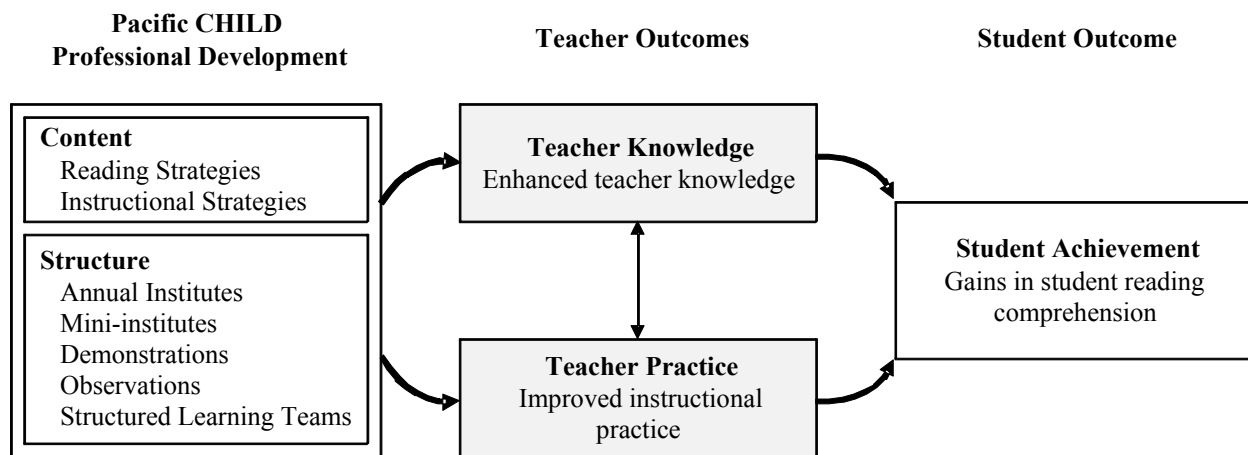 Pacific CHILD
Professional Development
Teacher Outcomes
Student Outcome
Content
Reading Strategies
Instructional Strategies
Structure
Annual Institutes
Mini-institutes
Demonstrations
Observations
Structured Learning Teams
Teacher Knowledge
Enhanced teacher knowledge
Teacher Practice
Improved instructional
practice
Student Achievement
Gains in student reading
comprehension